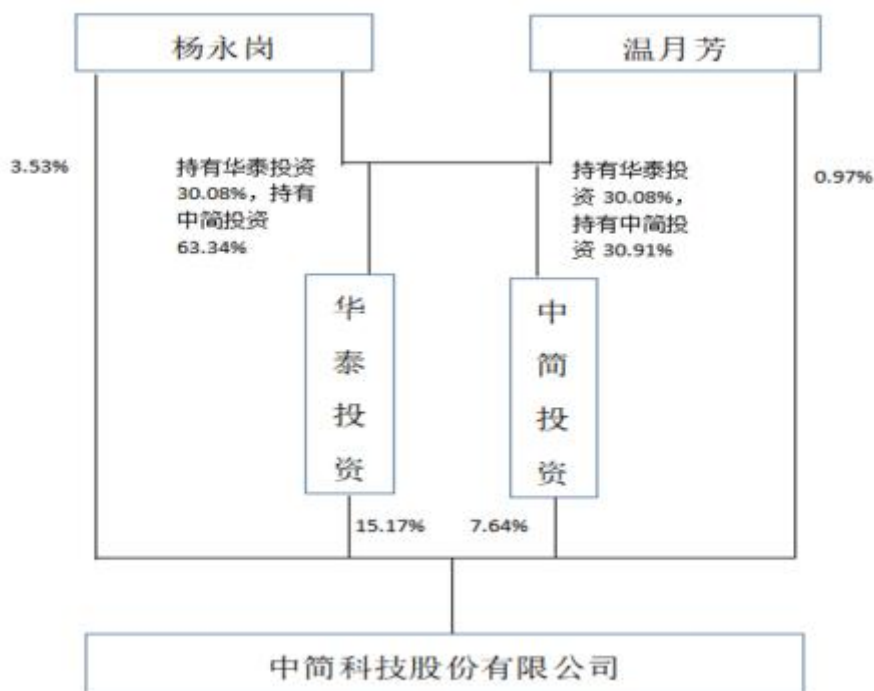 杨永岗
温月芳
3.53%
持有华泰投资
30.08%，持有
中简投资
63.34%
持有华泰投
资 30.08%，
持有中简投
资 30.91%
0.97%
华
泰
投
资
中
简
投
资
15.17%
7.64%
中简科技股份有限公司